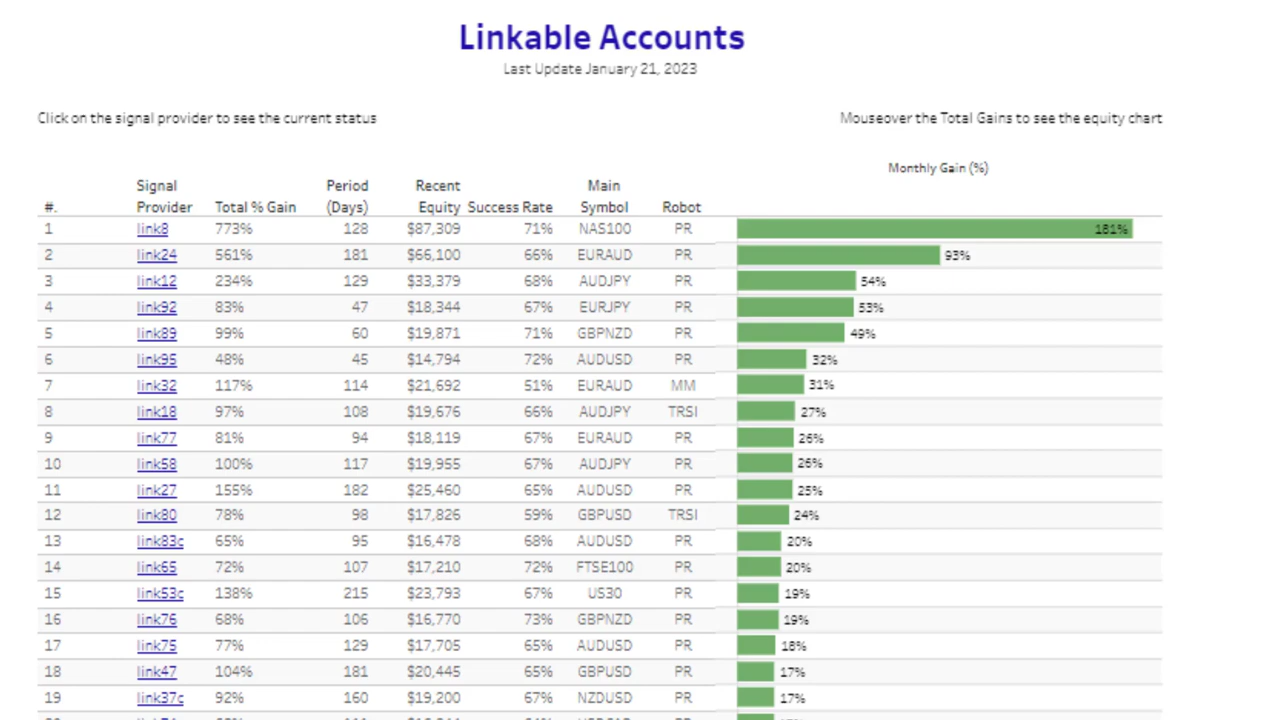 Linkable Accounts
Last Update January 21, 2023
Click on the signal provider to see the current status Mouseover the Total Gains to see the equity chart
Monthly Gain (%)
Signal Period Recent Main
#. Provider Total % Gain (Days) Equity Success Rate Symbol Robot
1 link8 773% 128 $87,309 71% NAS100 PR 181%
2 link24 561% 181 $66,100 66% EURAUD PR 93%
3 link12 234% 129 $33,379 68% AUDJPY PR 54%
4 link92 83% 47 $18,344 67% EURJPY PR 53%
5 link89 99% 60 $19,871 71% GBPNZD PR 49%
6 link95 48% 45 $14,794 72% AUDUSD PR 32%
7 link32 117% 114 $21,692 51% EURAUD MM 31%
8 link18 97% 108 $19,676 66% AUDJPY TRSI 27%
9 link77 81% 94 $18,119 67% EURAUD PR 26%
10 link58 100% 117 $19,955 67% AUDJPY PR 26%
11 link27 155% 182 $25,460 65% AUDUSD PR 25%
12 link80 78% 98 $17,826 59% GBPUSD TRSI 24%
13 link83c 65% 95 $16,478 68% AUDUSD PR 20%
14 link65 72% 107 $17,210 72% FTSE100 PR 20%
15 link53c 138% 215 $23,793 67% US30 PR 19%
16 link76 68% 106 $16,770 73% GBPNZD PR 19%
17 link75 77% 129 $17,705 65% AUDUSD PR 18%
18 link47 104% 181 $20,445 65% GBPUSD PR 17%
19 link37c 92% 160 $19,200 67% NZDUSD PR 17%